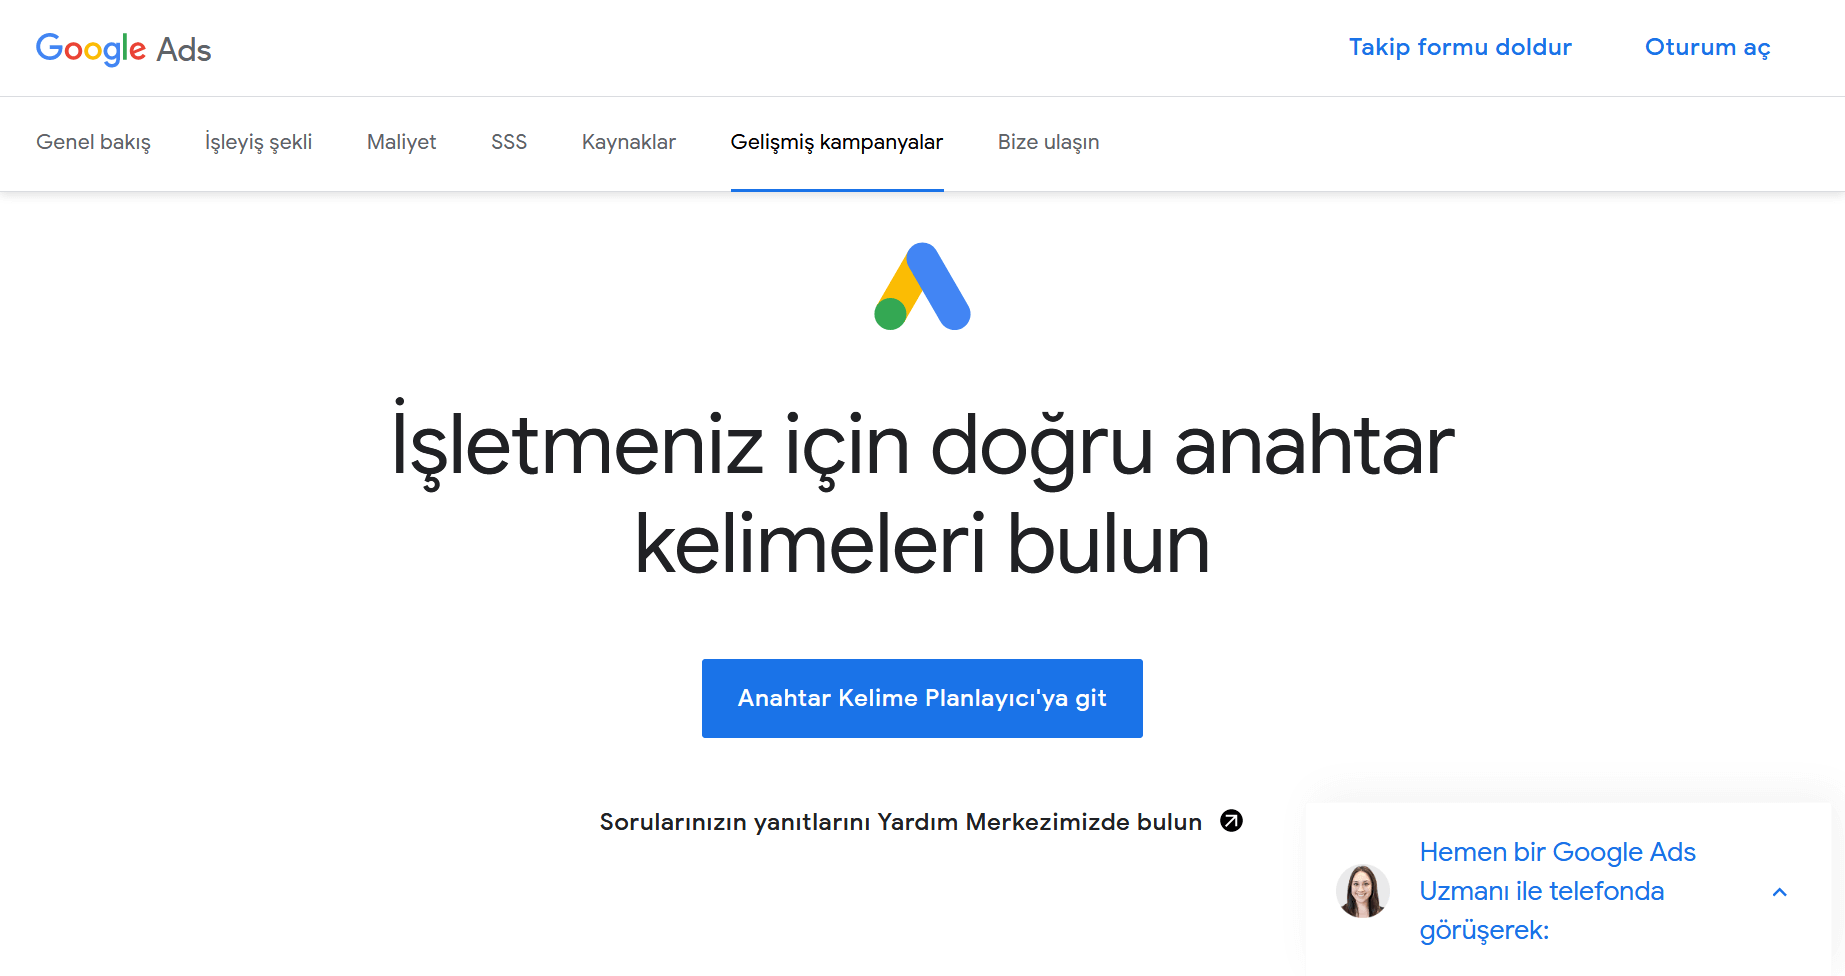 Google Ads
Takip formu doldur
Oturum aç
Genel bakış
İşleyiş şekli
Maliyet
SSS
Kaynaklar
Gelişmiş kampanyalar
Bize ulaşın
İşletmeniz için doğru anahtar
kelimeleri bulun
Anahtar Kelime Planlayıcı'ya git
Sorularınızın yanıtlarını Yardım Merkezimizde bulun
Hemen bir Google Ads
Uzmanı ile telefonda
görüşerek: